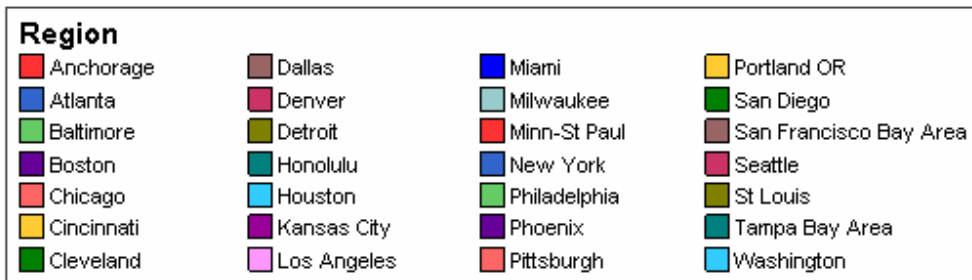 Region
Anchorage Dallas Miami Portland OR
Atlanta Denver Milwaukee San Diego
Baltimore Detroit Minn-St Paul San Francisco Bay Area
Boston Honolulu New York Seattle
Chicago Houston Philadelphia St Louis
Cincinnati Kansas City Phoenix Tampa Bay Area
Cleveland Los Angeles Pittsburgh Washington